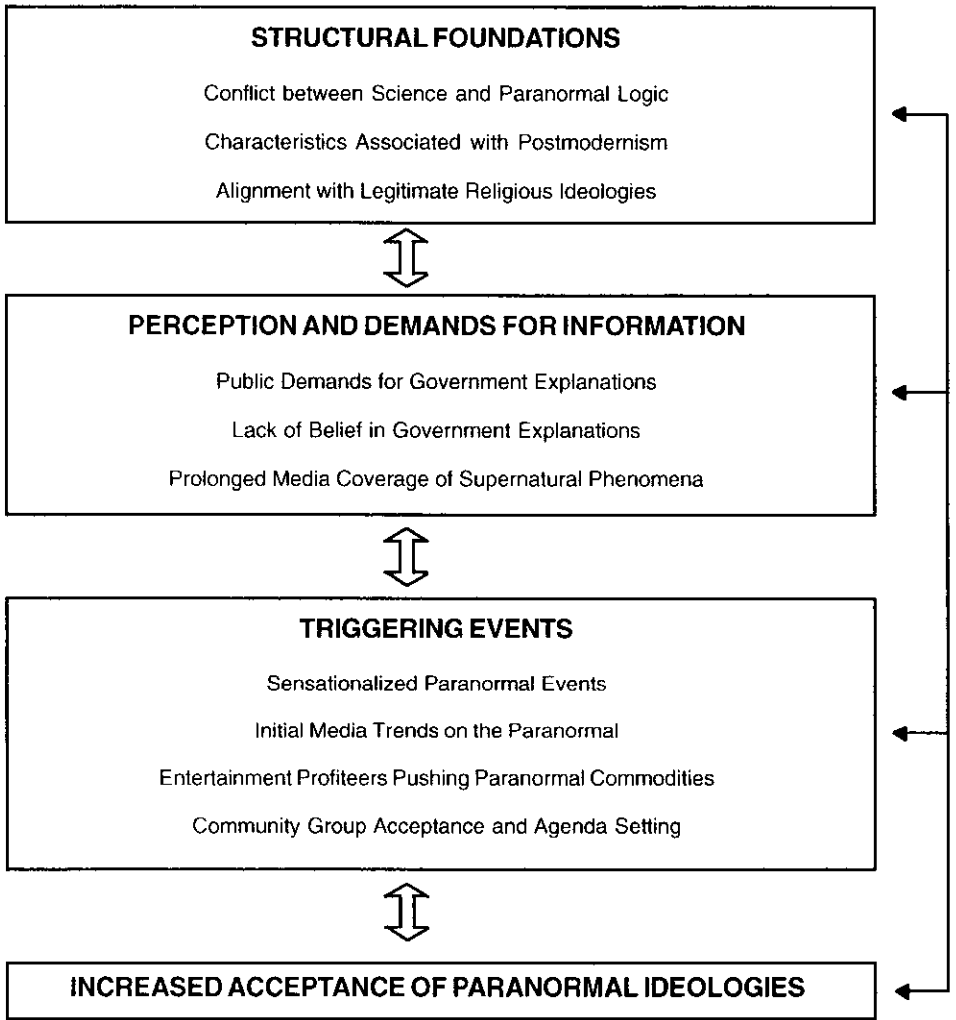 STRUCTURAL FOUNDATIONS
Conflict between Science and Paranormal Logic
Characteristics Associated with Postmodernism
Alignment with Legitimate Religious Ideologies
PERCEPTION AND DEMANDS FOR INFORMATION
Public Demands for Government Explanations
Lack of Belief in Government Explanations
Prolonged Media Coverage of Supernatural Phenomena
TRIGGERING EVENTS
Sensationalized Paranormal Events
Initial Media Trends on the Paranormal
Entertainment Profiteers Pushing Paranormal Commodities
Community Group Acceptance and Agenda Setting
INCREASED ACCEPTANCE OF PARANORMAL IDEOLOGIES